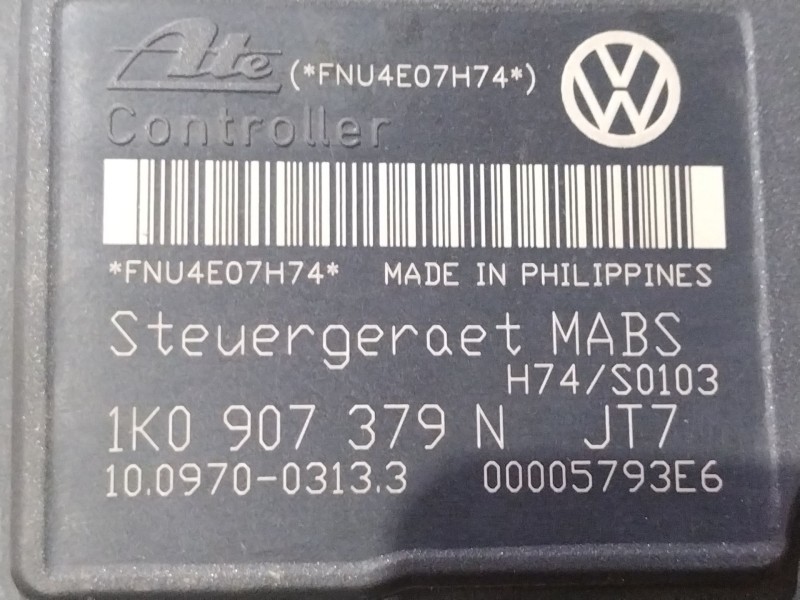 Ate (*FNU4E07H74*)
Controller
*FNU4E07H74* MADE IN PHILIPPINES
Steuergeraet MABS
H74/S0103
1K0 907 379 N JT7
10.0970-0313.3 00005793E6